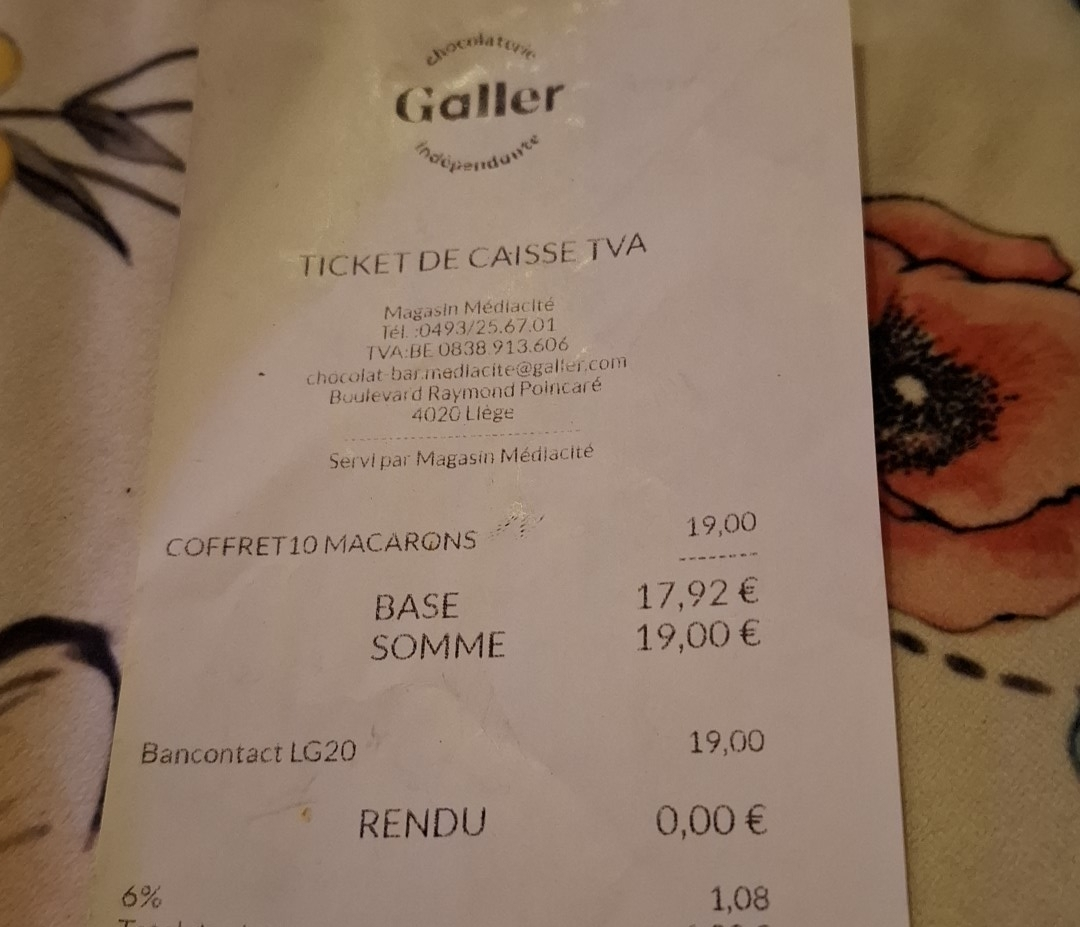 chocolaterie
Galler
indépendante
TICKET DE CAISSE TVA
Magasin Médiacité
Tél. :0493/25.67.01
TVA:BE 0838.913.606
chocolat-bar.mediacite@galler.com
Boulevard Raymond Poincaré
4020 Liège
Servi par Magasin Médiacité
COFFRET10 MACARONS 19,00
BASE 17,92 €
SOMME 19,00 €
Bancontact LG20 19,00
RENDU 0,00 €
6% 1,08